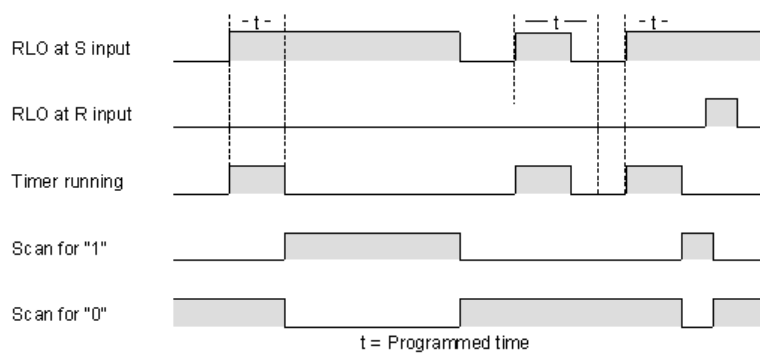 - t -
— t —
- t -
RLO at S input
RLO at R input
Timer running
Scan for "1"
Scan for "0"
t = Programmed time